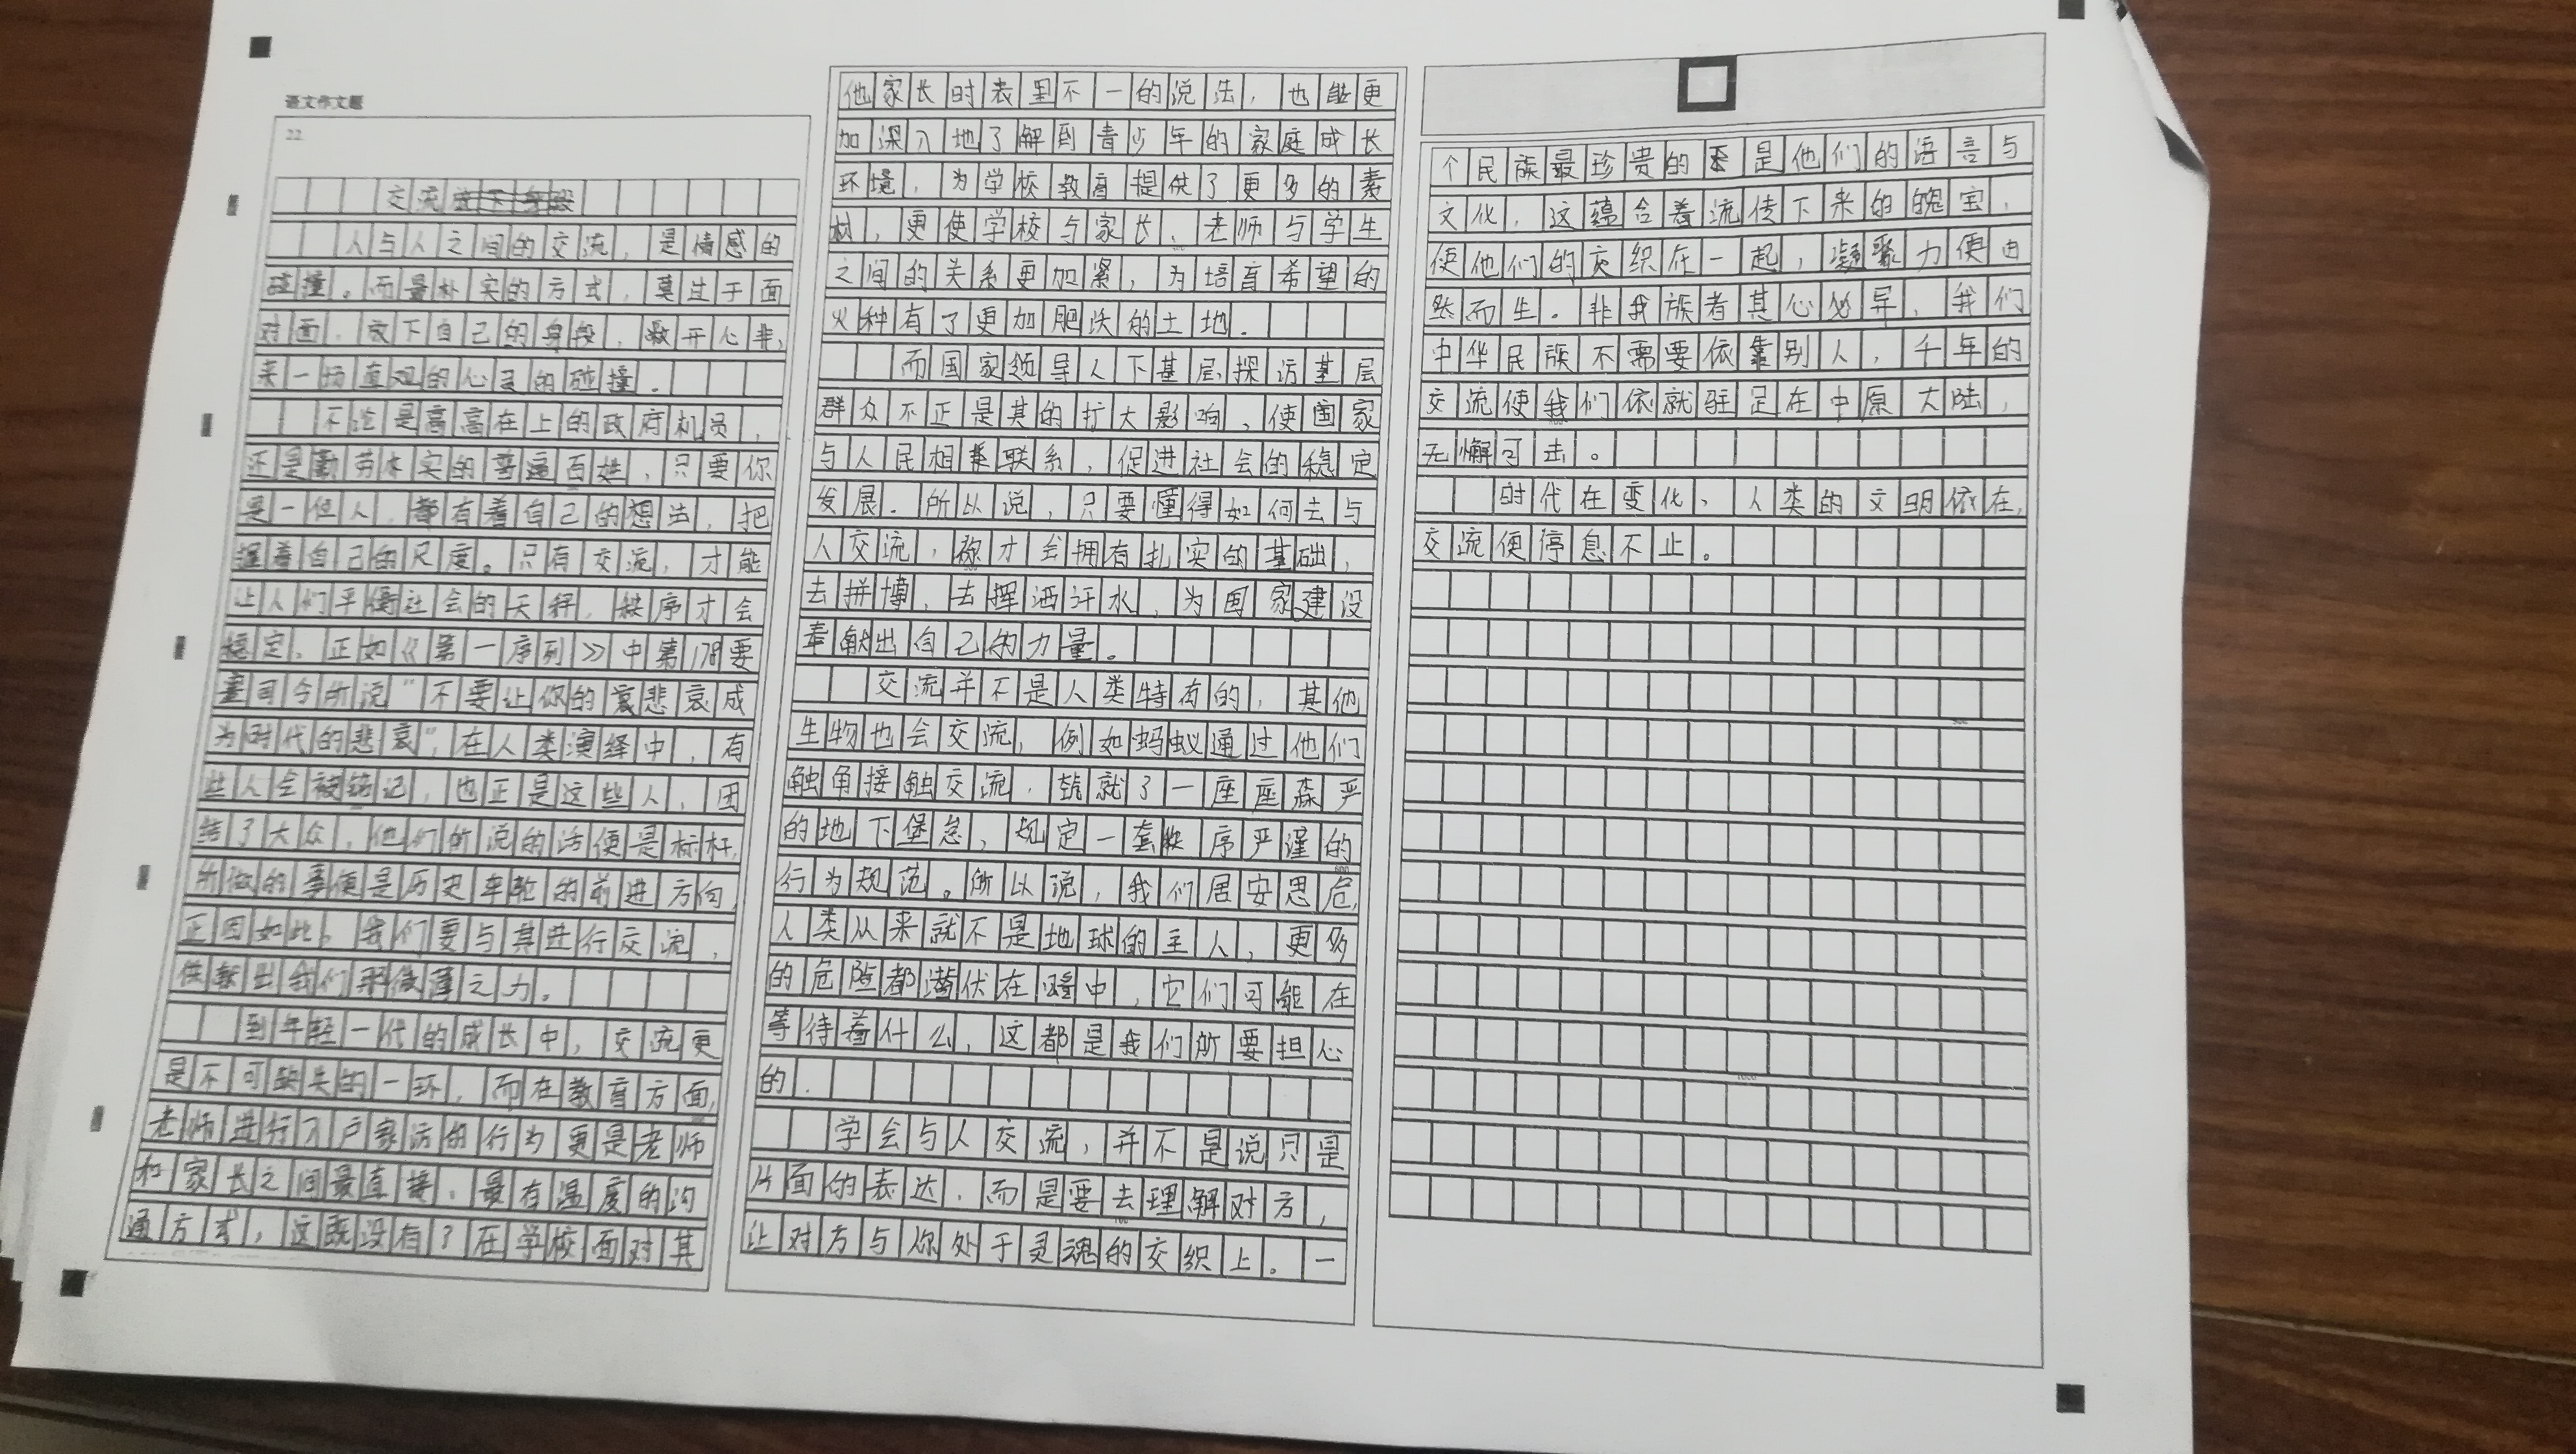 语文作文题
22
交流
人与人之间的交流，是情感的
碰撞。而最朴实的方式，莫过于面
对面，放下自己的身段，敞开心非，
来一场直观的心灵的碰撞。
不论是高高在上的政府机员，
还是勤劳朴实的普遍百姓，只要你
是一位人，都有着自己的想法，把
握着自己的尺度。只有交流，才能
让人们平衡社会的天秤，秩序才会
稳定、正如《第一序列》中第178要
塞司令所说“不要让你的哀悲哀成
为时代的悲哀”，在人类演绎中，有
些人会被铭记，也正是这些人，团
结了大众，他们所说的话便是标杆，
所做的事便是历史车轮的前进方向，
正因如此，我们要与其进行交流，
供献出我们那微薄之力。
到年轻一代的成长中，交流更
是不可缺失的一环，而在教育方面，
老师进行入户家访的行为更是老师
和家长之间最直接、最有温度的沟
通方式，这既没有了在学校面对其
他家长时表里不一的说法，也能更
加深入地了解到青少年的家庭成长
环境，为学校教育提供了更多的素
材，更使学校与家长、老师与学生
之间的关系更加紧，为培育希望的
火种有了更加肥沃的土地。
而国家领导人下基层探访基层
群众不正是其的扩大影响，使国家
与人民相联系，促进社会的稳定
发展。所以说，只要懂得如何去与
人交流，你才会拥有扎实的基础，
去拼博，去挥洒汗水，为国家建设
奉献出自己的力量。
交流并不是人类特有的，其他
生物也会交流，例如蚂蚁通过他们
触角接触交流，筑就了一座座森严
的地下堡垒，规定一套秩序严谨的
行为规范。所以说，我们居安思危，
人类从来就不是地球的主人，更多
的危险都潜伏在暗中，它们可能在
等待着什么，这都是我们所要担心
的。
学会与人交流，并不是说只是
片面的表达，而是要去理解对方，
让对方与你处于灵魂的交织上。一
个民族最珍贵的是他们的语言与
文化，这蕴含着流传下来的魄宝，
使他们的交织在一起，凝聚力便由
然而生。非我族者其心必异，我们
中华民族不需要依靠别人，千年的
交流使我们依就驻足在中原大陆，
无懈可击。
时代在变化，人类的文明依在，
交流便停息不止。